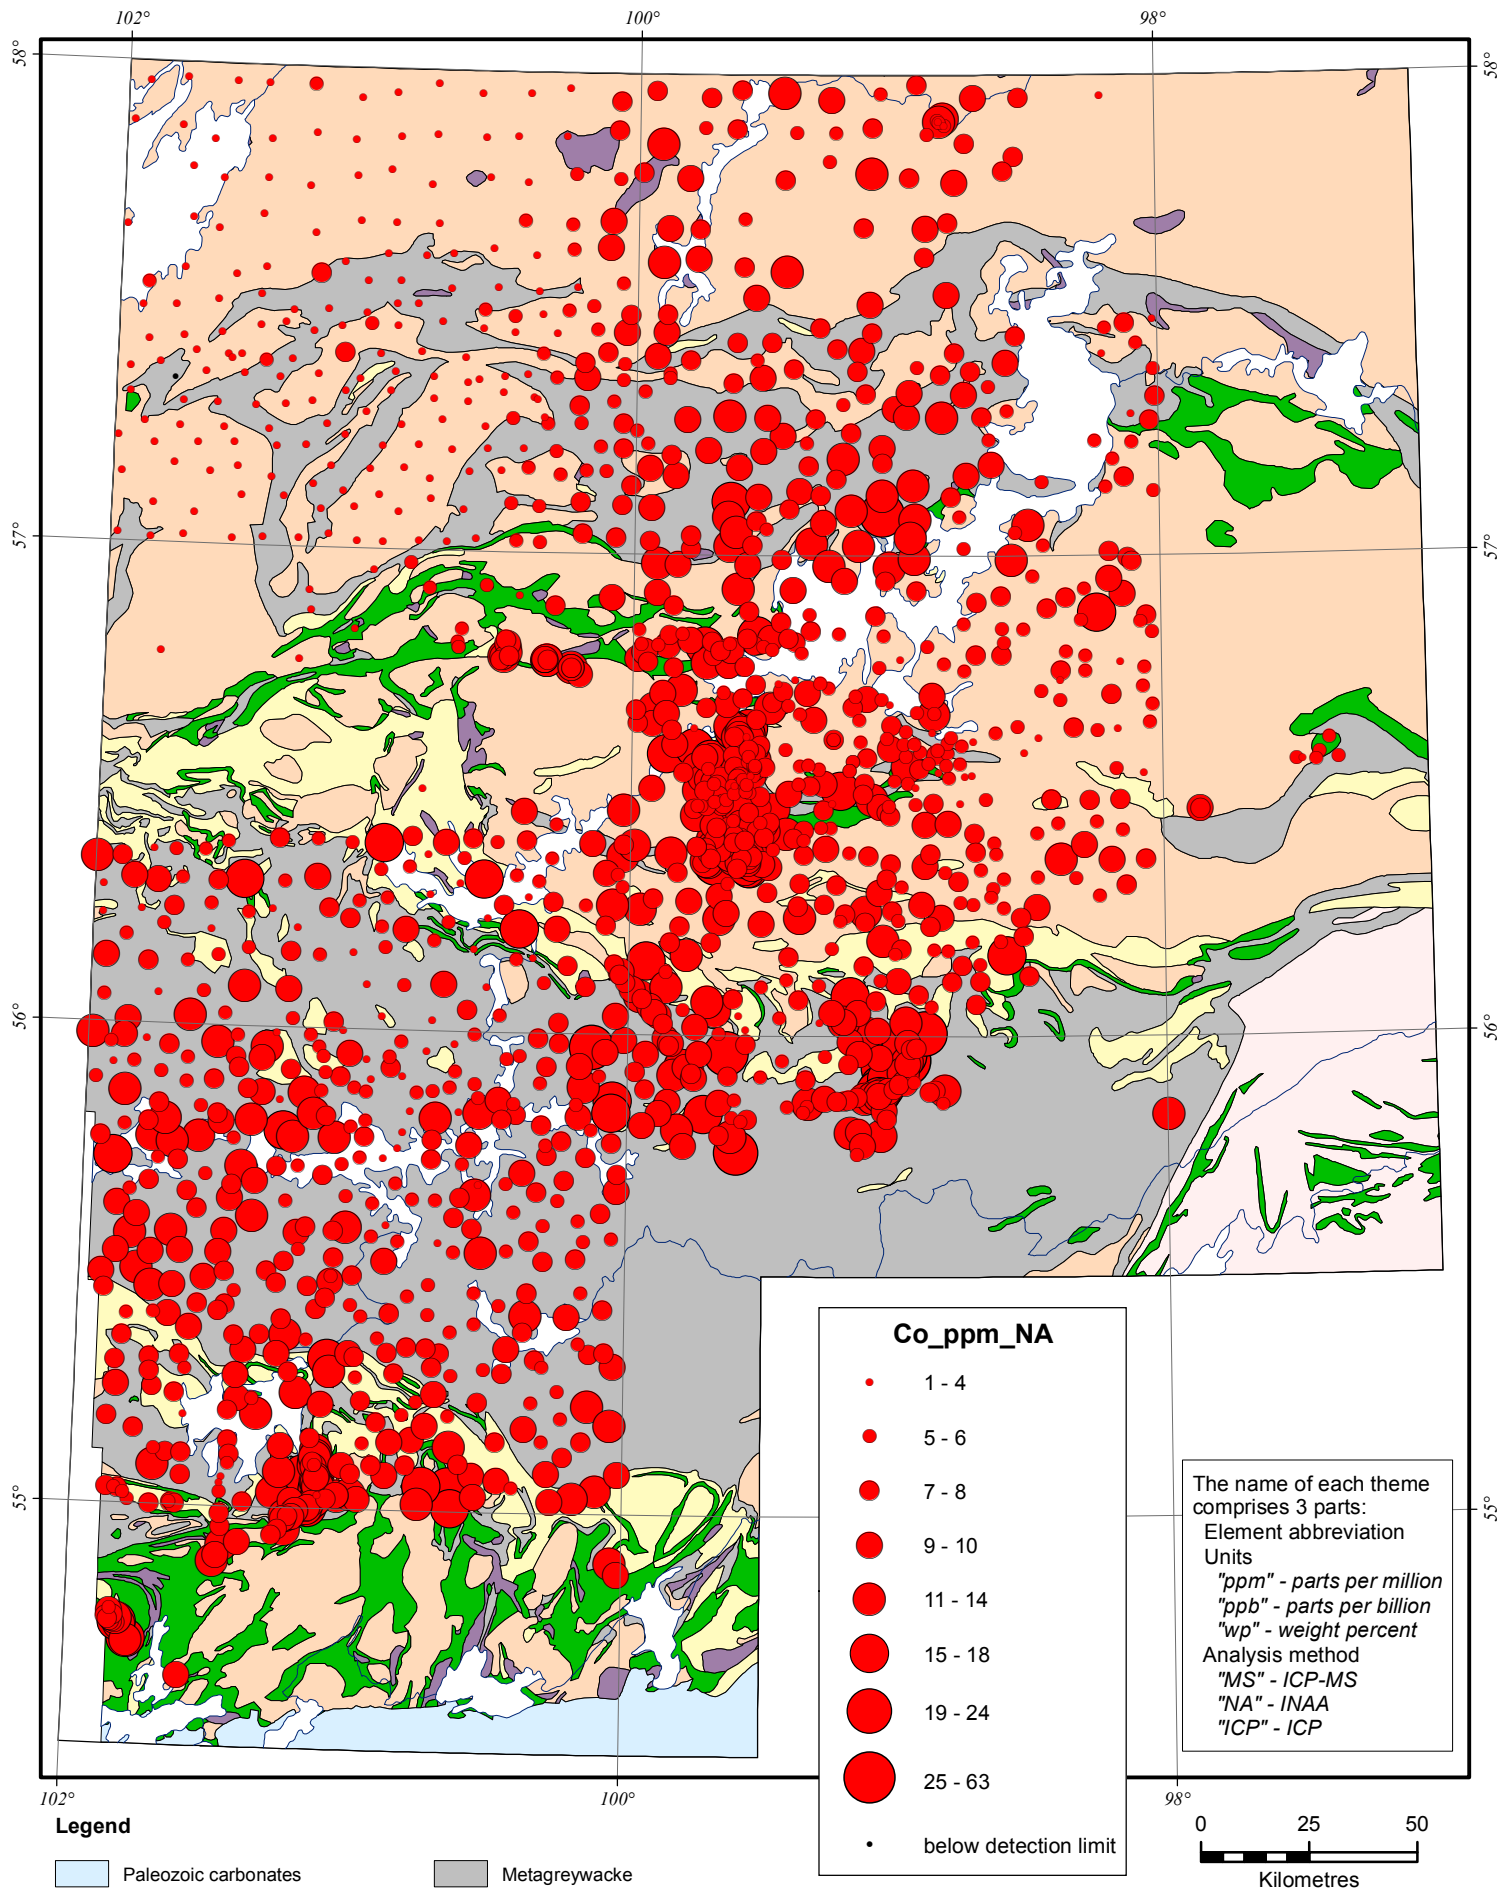 102° 100° 98°
58° 58°
57° 57°
56° 56°
55° 55°
Co_ppm_NA
1 - 4
5 - 6
7 - 8
9 - 10
11 - 14
15 - 18
19 - 24
25 - 63
below detection limit
The name of each theme
comprises 3 parts:
Element abbreviation
Units
"ppm" - parts per million
"ppb" - parts per billion
"wp" - weight percent
Analysis method
"MS" - ICP-MS
"NA" - INAA
"ICP" - ICP
102° 100° 98°
Legend
Paleozoic carbonates
Metagreywacke
0 25 50
Kilometres